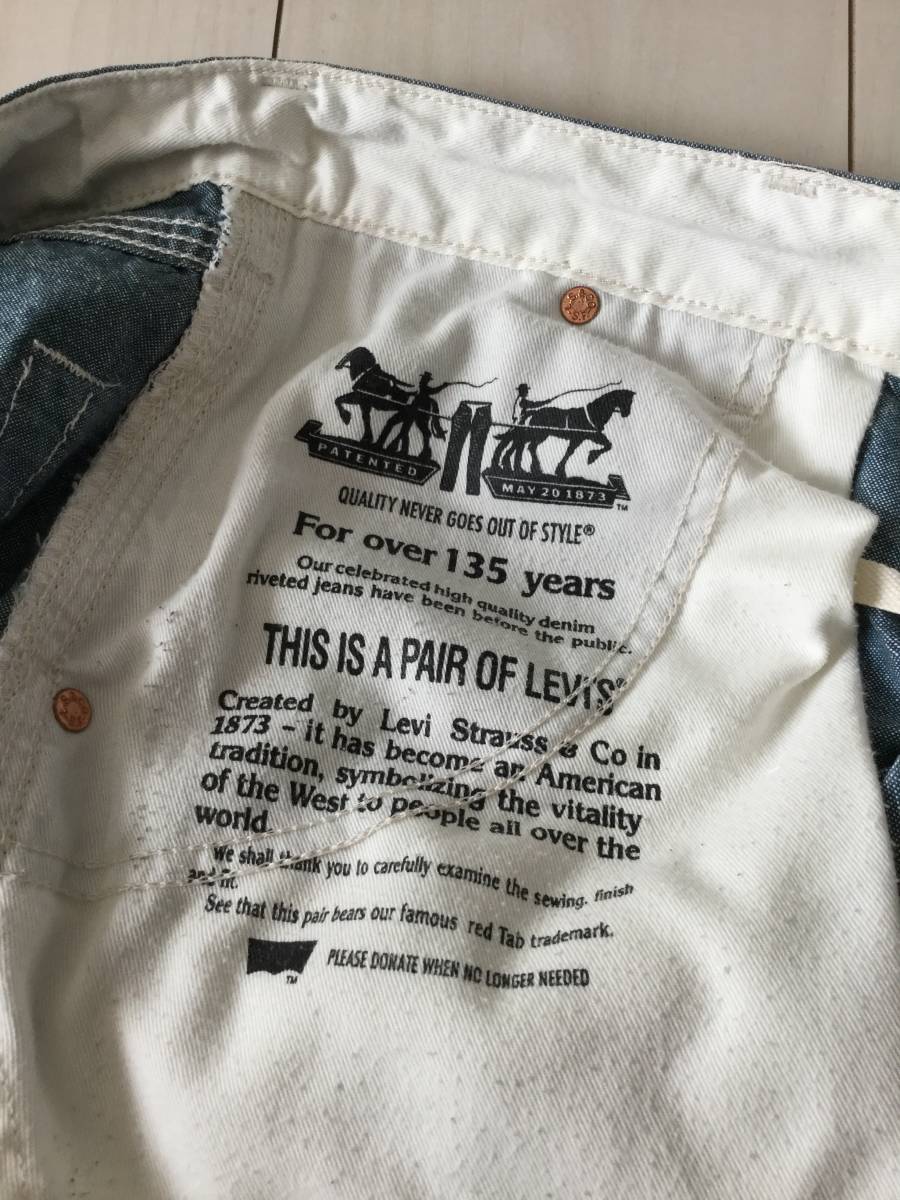 PATENTED
MAY 20 1873 ™
QUALITY NEVER GOES OUT OF STYLE®
For over 135 years
Our celebrated high quality denim
riveted jeans have been before the public.
THIS IS A PAIR OF LEVI'S®
Created by Levi Strauss & Co in
1873 - it has become an American
tradition, symbolizing the vitality
of the West to people all over the
world.
We shall thank you to carefully examine the sewing. finish
and fit.
See that this pair bears our famous red Tab trademark.
™
PLEASE DONATE WHEN NO LONGER NEEDED